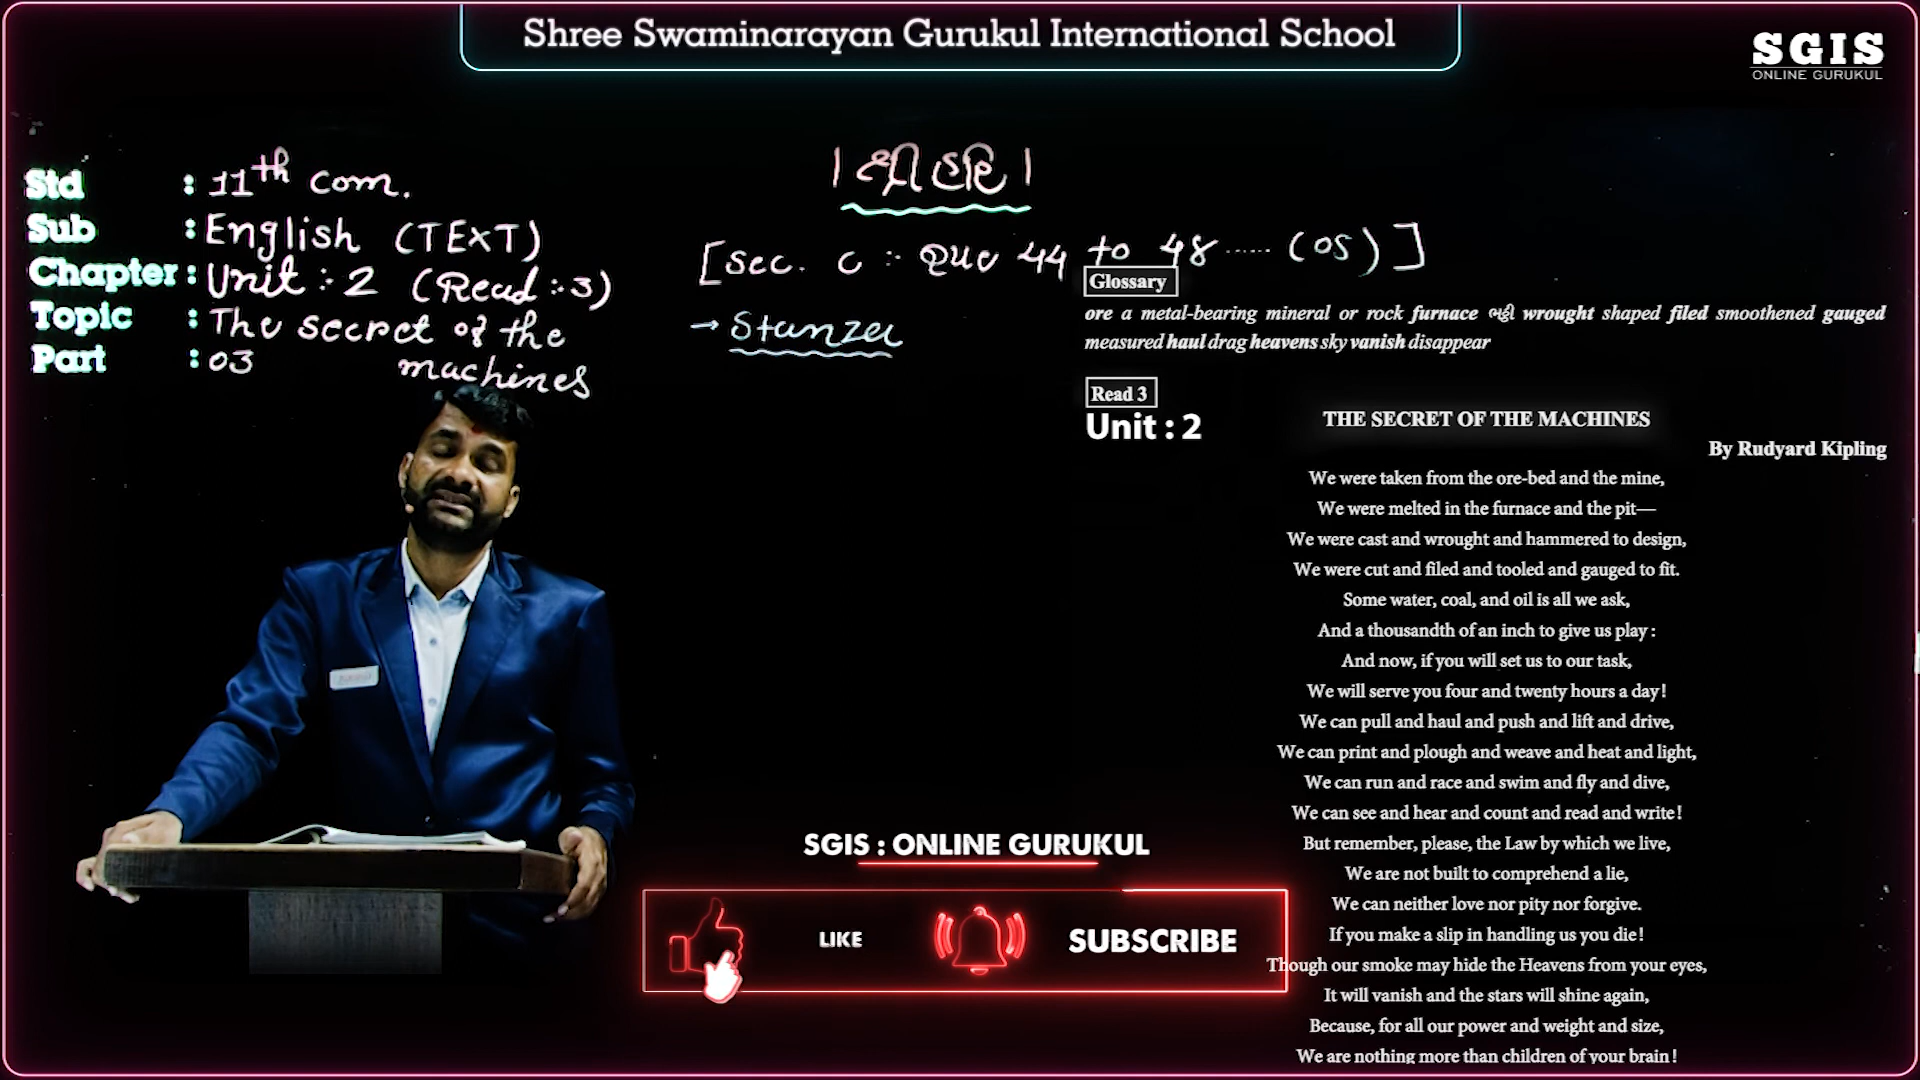 Shree Swaminarayan Gurukul International School
SGIS
ONLINE GURUKUL
Std : 11th com.
Sub : English (TEXT)
Chapter : Unit :- 2 (Read :- 3)
Topic : The secret of the machines
Part : 03
| શ્રી હરિ |
[Sec. C :- Que 44 to 48 ..... (05)]
→ Stanza
Glossary
ore a metal-bearing mineral or rock furnace ભઠ્ઠી wrought shaped filed smoothened gauged
measured haul drag heavens sky vanish disappear
Read 3
Unit : 2
THE SECRET OF THE MACHINES
By Rudyard Kipling
We were taken from the ore-bed and the mine,
We were melted in the furnace and the pit—
We were cast and wrought and hammered to design,
We were cut and filed and tooled and gauged to fit.
Some water, coal, and oil is all we ask,
And a thousandth of an inch to give us play:
And now, if you will set us to our task,
We will serve you four and twenty hours a day!
We can pull and haul and push and lift and drive,
We can print and plough and weave and heat and light,
We can run and race and swim and fly and dive,
We can see and hear and count and read and write!
But remember, please, the Law by which we live,
We are not built to comprehend a lie,
We can neither love nor pity nor forgive.
If you make a slip in handling us you die!
Though our smoke may hide the Heavens from your eyes,
It will vanish and the stars will shine again,
Because, for all our power and weight and size,
We are nothing more than children of your brain!
SGIS : ONLINE GURUKUL
LIKE
SUBSCRIBE